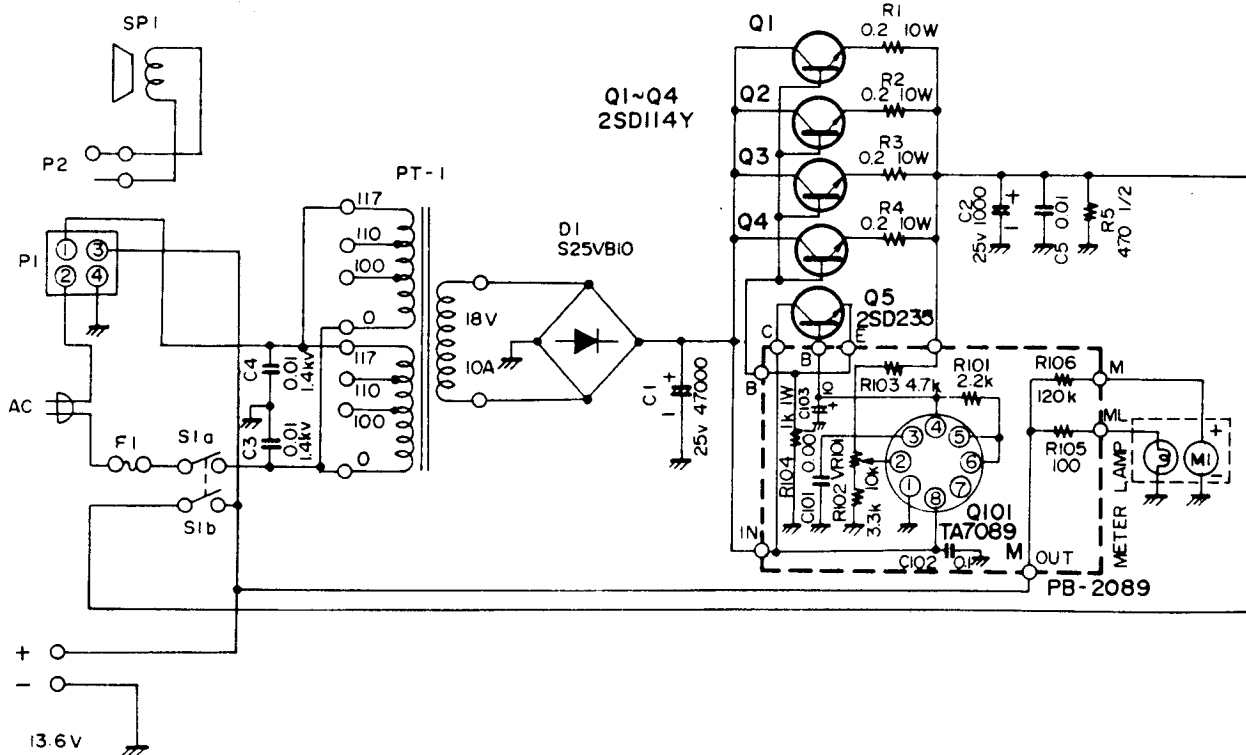 SP1
P2
P1
1
3
2
4
AC
F1
S1a
S1b
C4
0.01
1.4kv
C3
0.01
1.4kv
PT-1
117
110
100
0
117
110
100
0
18V
10A
D1
S25VB10
C1
+
25v 47000
Q1~Q4
2SD114Y
Q1
Q2
Q3
Q4
R1
0.2 10W
R2
0.2 10W
R3
0.2 10W
R4
0.2 10W
Q5
2SD235
C
B
E
B
C2
25v 1000
+
C5 0.01
R5
470 1/2
R103 4.7k
R101
2.2k
R104
1k 1W
C103
10
+
C101
R102
3.3k
VR101
10k
1
2
3
4
5
6
7
8
Q101
TA7089
C102
IN
M
OUT
PB-2089
R106
120k
M
ML
R105
100
METER LAMP
M1
+
+
-
13.6V